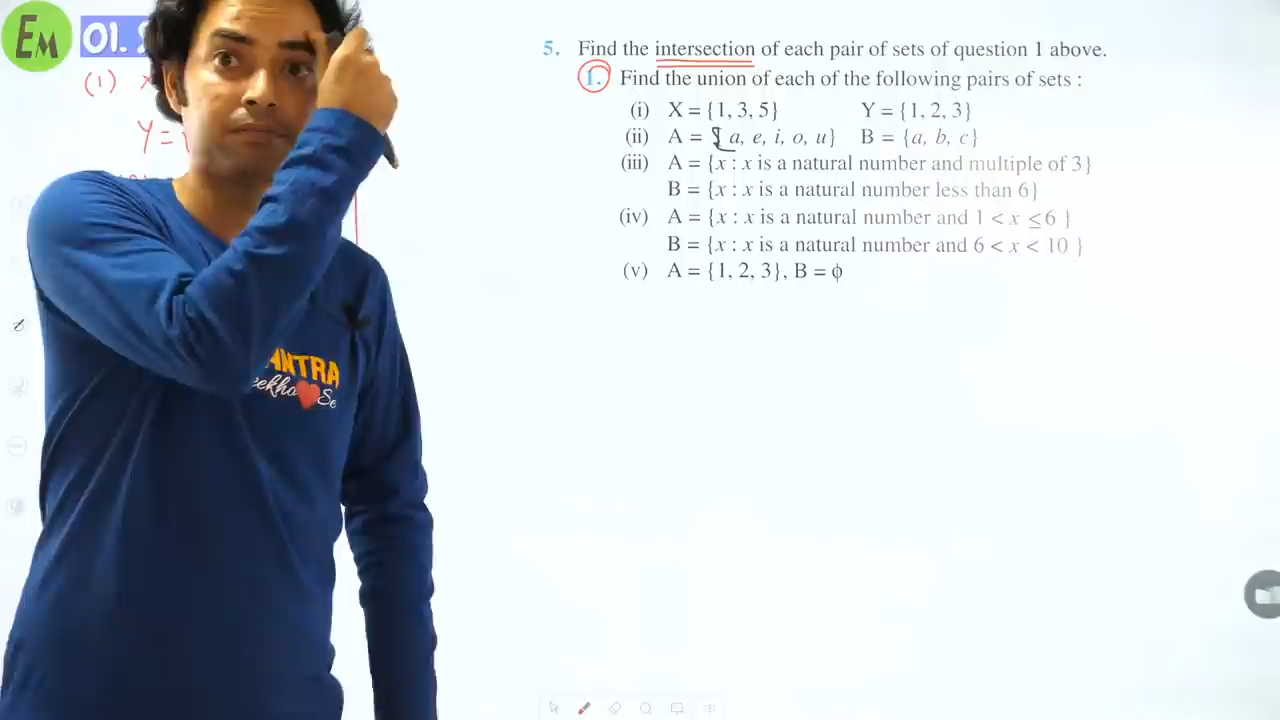 EM
01. S
(1) x
Y =
5. Find the intersection of each pair of sets of question 1 above.
1. Find the union of each of the following pairs of sets :
(i) X = {1, 3, 5} Y = {1, 2, 3}
(ii) A = { a, e, i, o, u} B = {a, b, c}
(iii) A = {x : x is a natural number and multiple of 3}
B = {x : x is a natural number less than 6}
(iv) A = {x : x is a natural number and 1 < x ≤ 6 }
B = {x : x is a natural number and 6 < x < 10 }
(v) A = {1, 2, 3}, B = ϕ
ANTRA
eekho Se